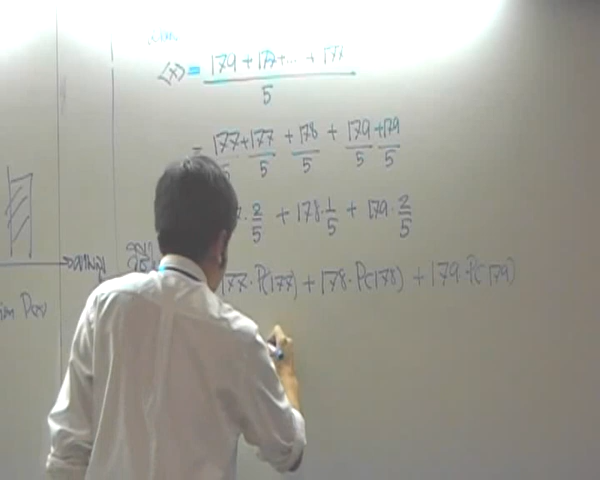 <x> = 179 + 177 + ... + 177
5
= 177 + 177 + 178 + 179 + 179
5 5 5 5 5
· 2/5 + 178 · 1/5 + 179 · 2/5
177 · P(177) + 178 · P(178) + 179 · P(179)
P(x)